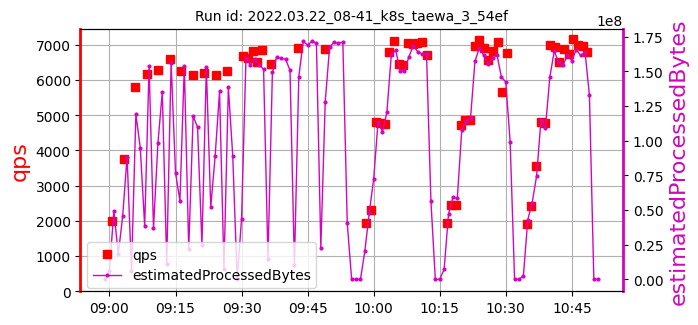 Run id: 2022.03.22_08-41_k8s_taewa_3_54ef
1e8
qps
7000
6000
5000
4000
3000
2000
1000
0
1.75
1.50
1.25
1.00
0.75
0.50
0.25
0.00
estimatedProcessedBytes
qps
estimatedProcessedBytes
09:00 09:15 09:30 09:45 10:00 10:15 10:30 10:45